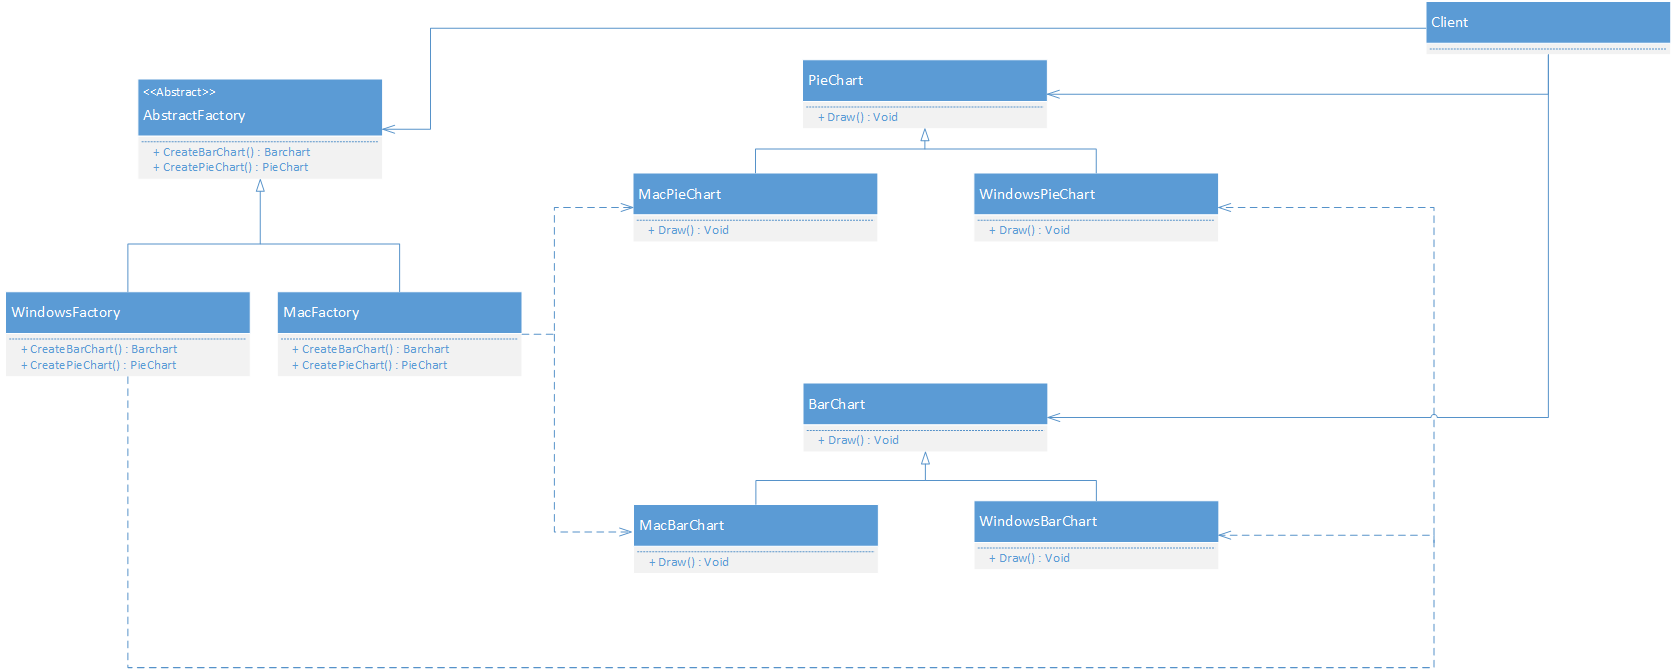 Client
PieChart
+ Draw() : Void
<<Abstract>>
AbstractFactory
+ CreateBarChart() : Barchart
+ CreatePieChart() : PieChart
MacPieChart
+ Draw() : Void
WindowsPieChart
+ Draw() : Void
WindowsFactory
+ CreateBarChart() : Barchart
+ CreatePieChart() : PieChart
MacFactory
+ CreateBarChart() : Barchart
+ CreatePieChart() : PieChart
BarChart
+ Draw() : Void
MacBarChart
+ Draw() : Void
WindowsBarChart
+ Draw() : Void